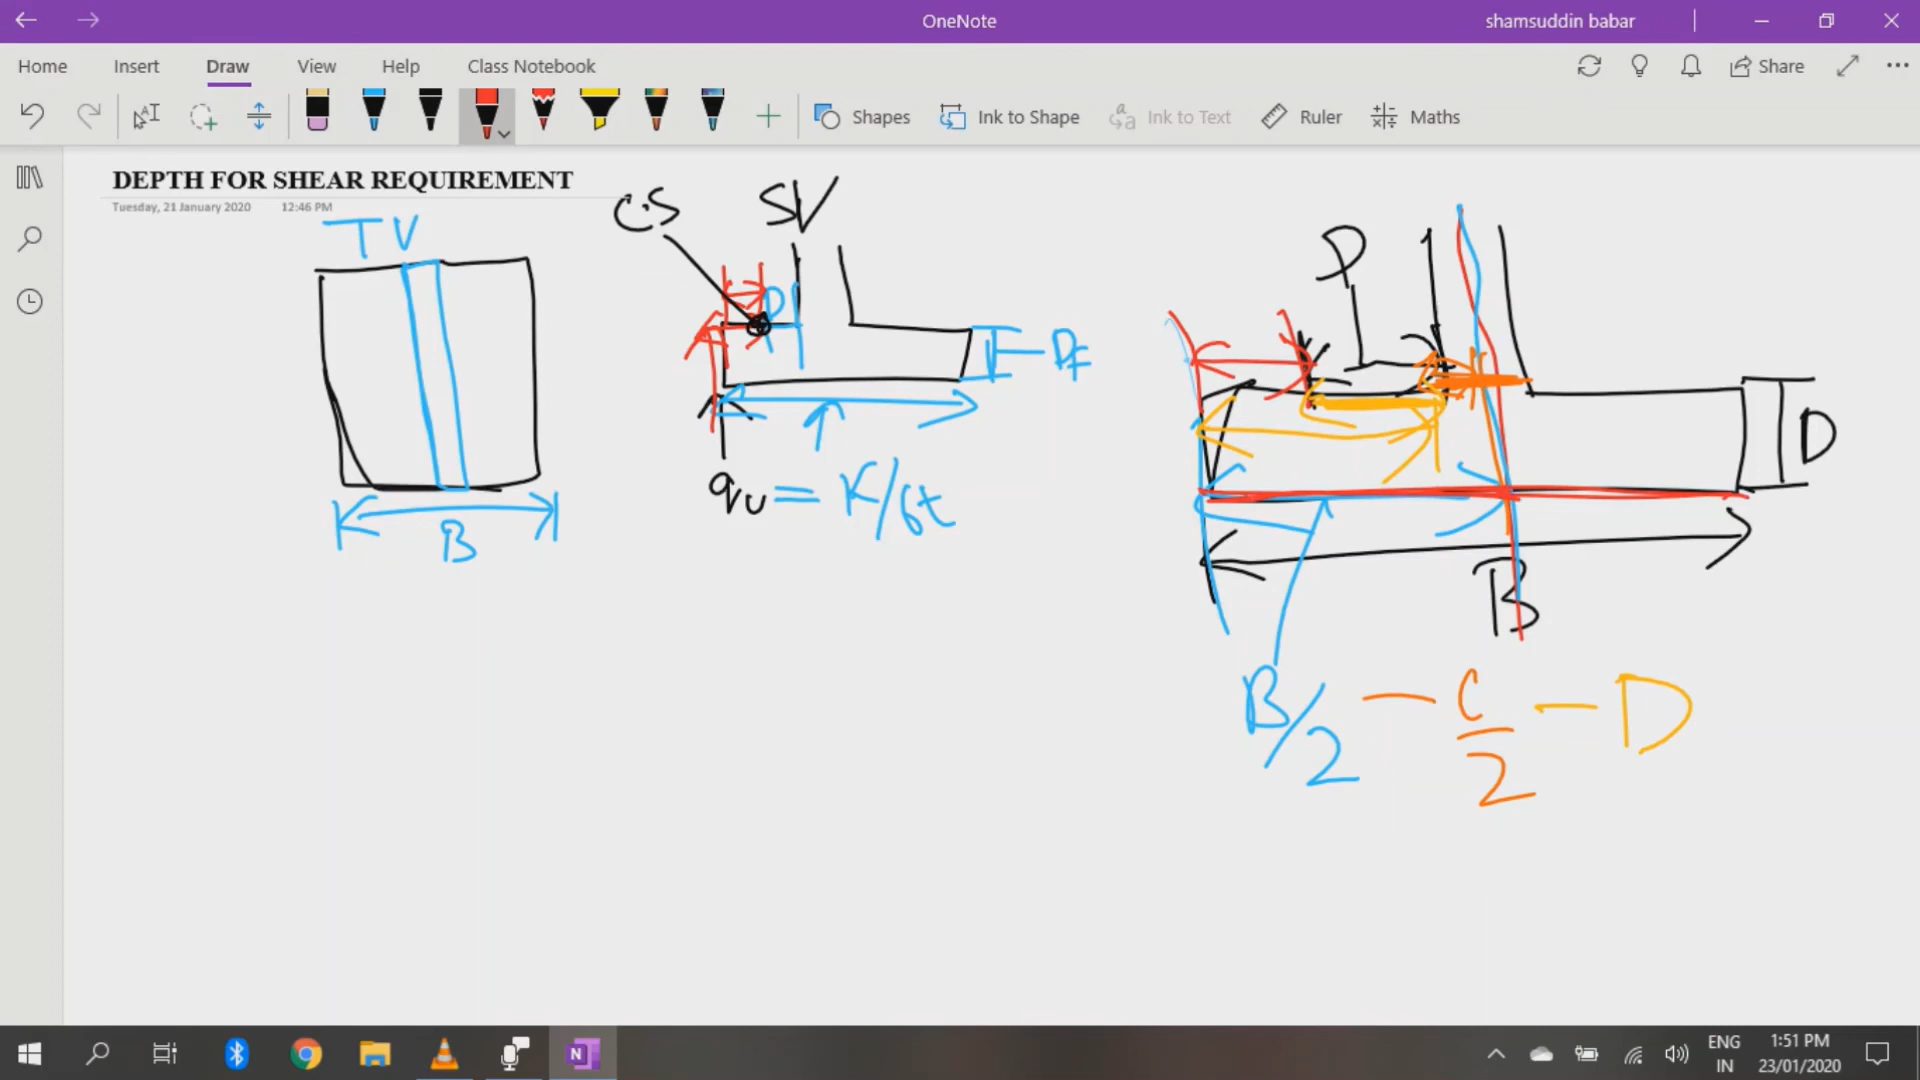 OneNote
shamsuddin babar
Home
Insert
Draw
View
Help
Class Notebook
Share
Shapes
Ink to Shape
Ink to Text
Ruler
Maths
DEPTH FOR SHEAR REQUIREMENT
Tuesday, 21 January 2020
12:46 PM
TV
B
C.S
SV
D
DF
qu = K/ft
P
D
B
B/2 - C/2 - D
ENG
IN
1:51 PM
23/01/2020